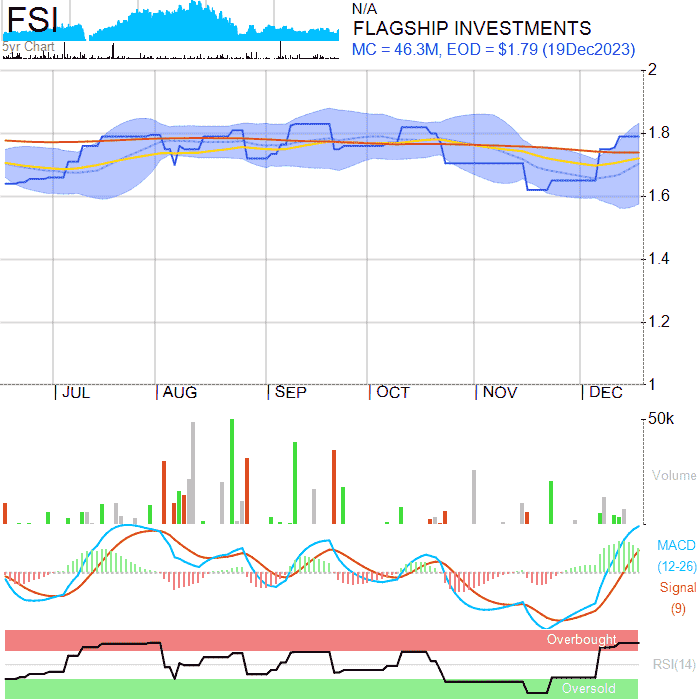 FSI
5yr Chart
N/A
FLAGSHIP INVESTMENTS
MC = 46.3M, EOD = $1.79 (19Dec2023)
2
1.8
1.6
1.4
1.2
1
JUL AUG SEP OCT NOV DEC
50k
Volume
MACD
(12-26)
Signal
(9)
Overbought
RSI(14)
Oversold